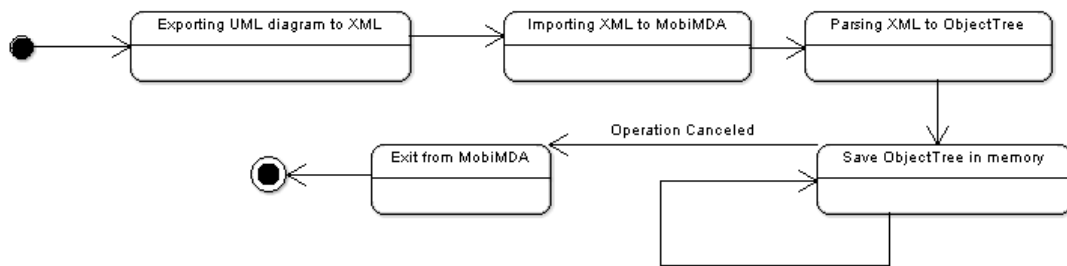 Exporting UML diagram to XML
Importing XML to MobiMDA
Parsing XML to ObjectTree
Operation Canceled
Exit from MobiMDA
Save ObjectTree in memory